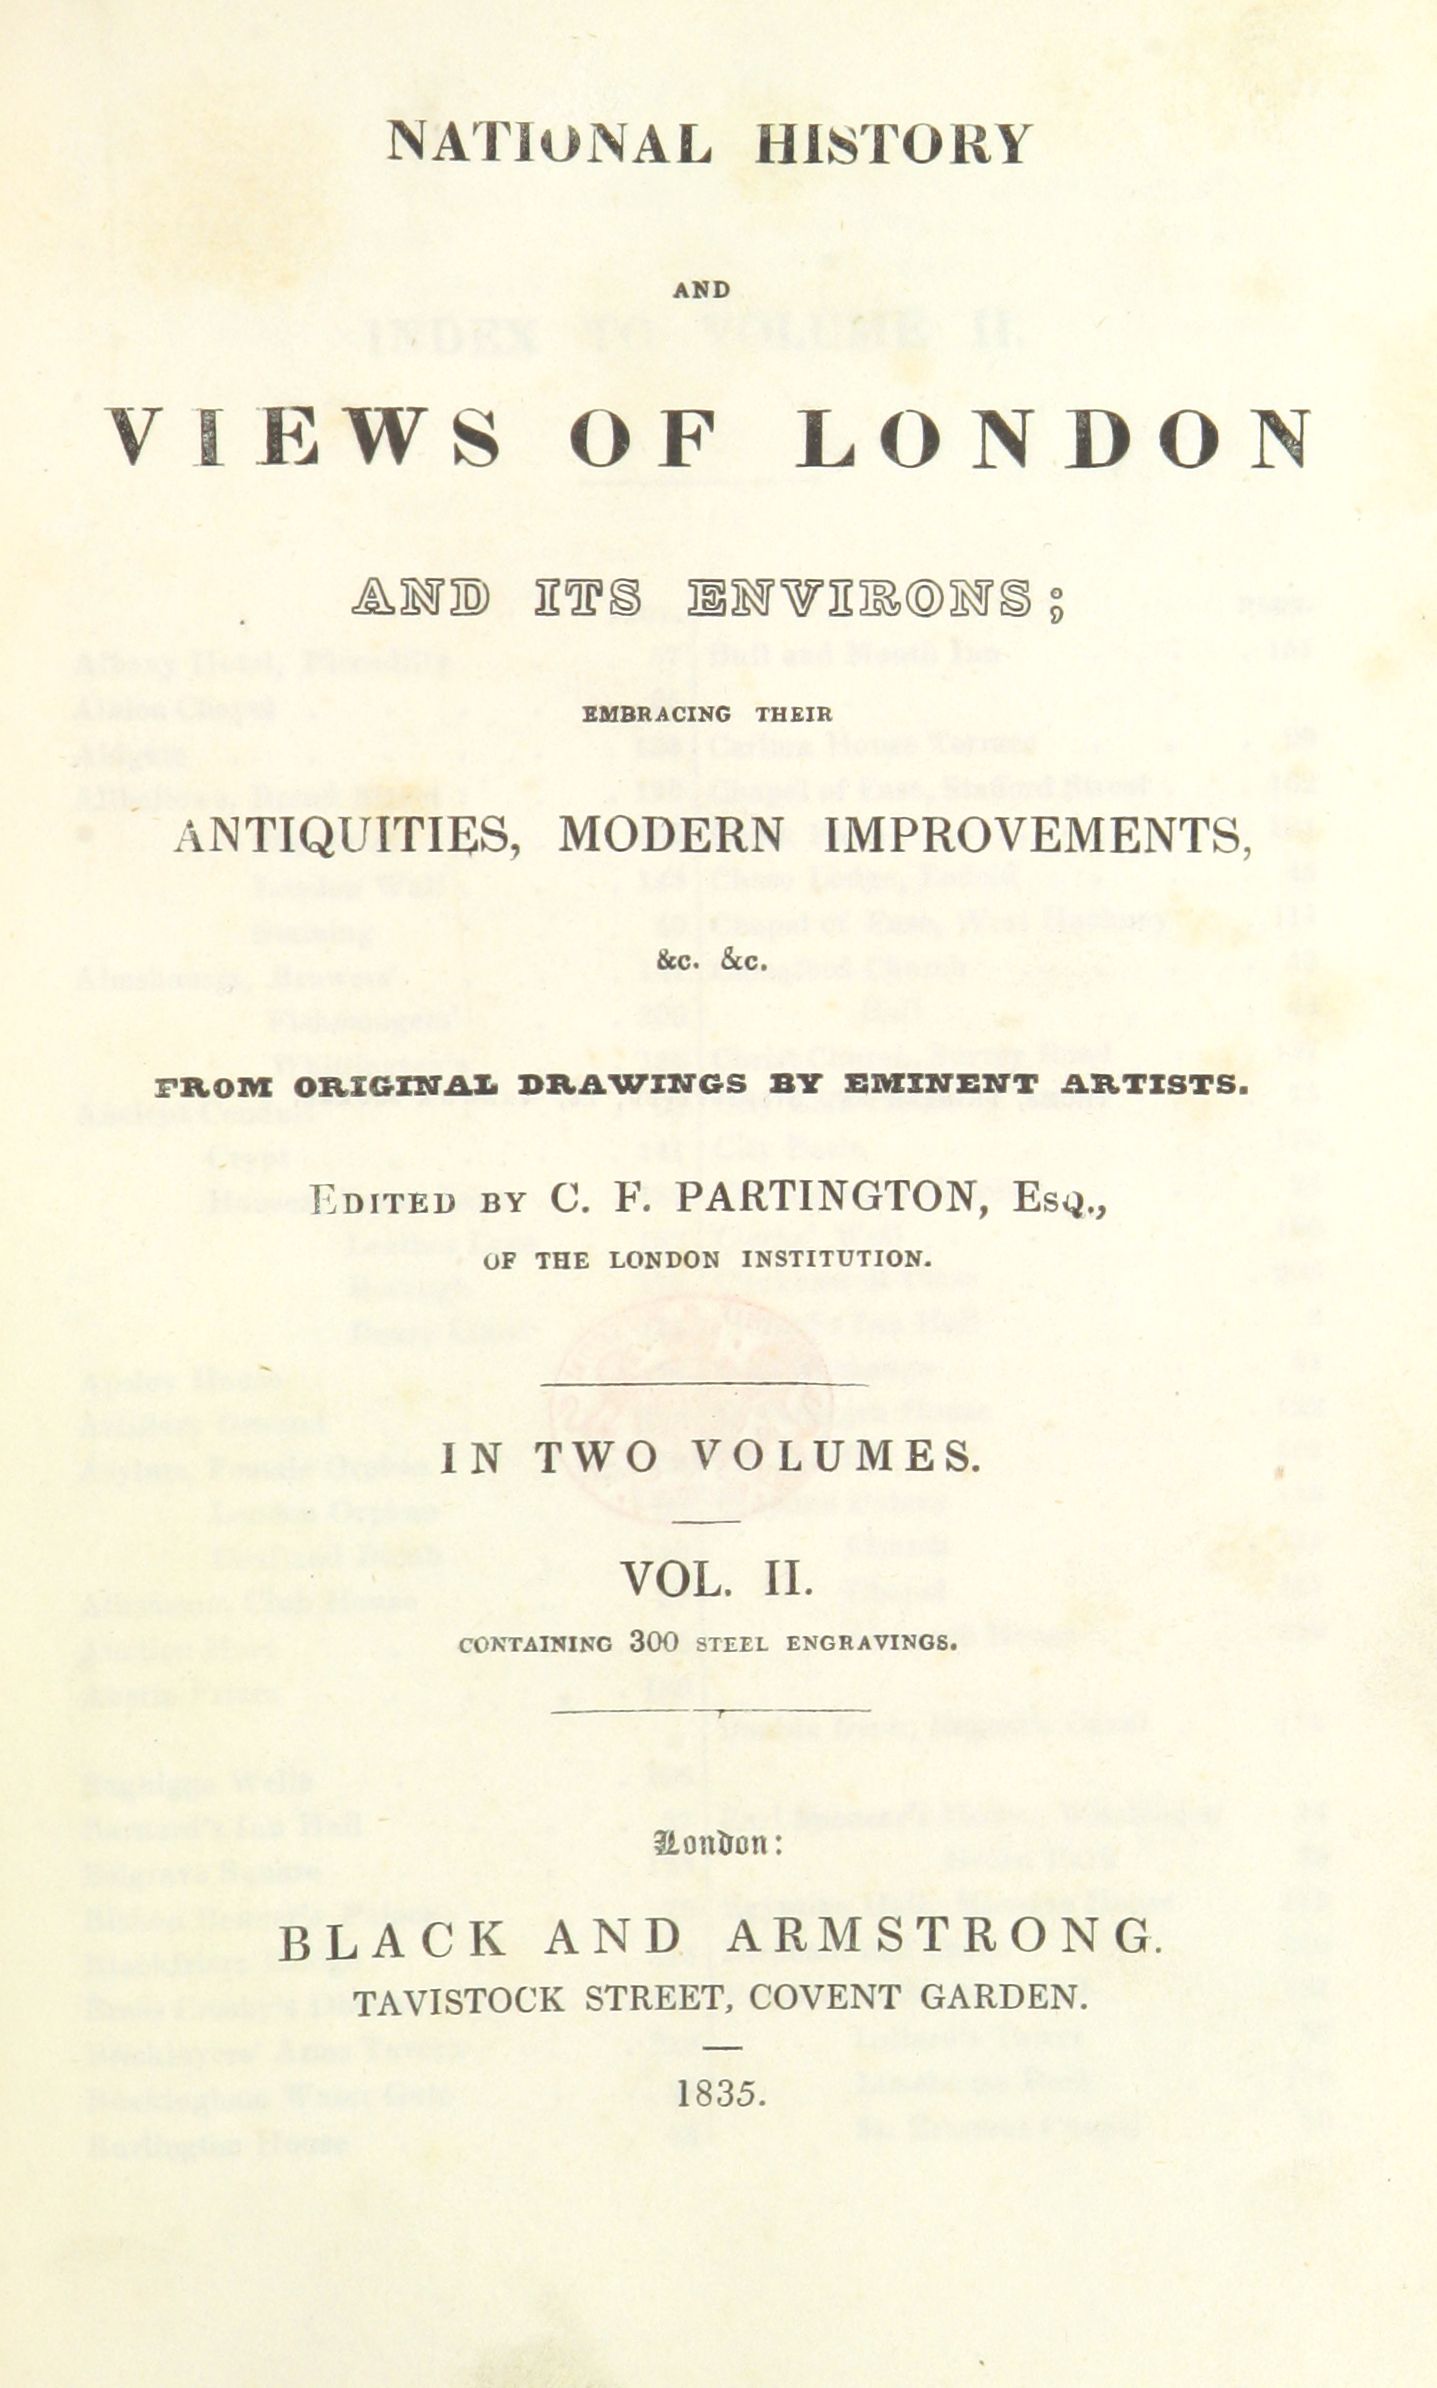 NATIONAL HISTORY
AND
VIEWS OF LONDON
AND ITS ENVIRONS;
EMBRACING THEIR
ANTIQUITIES, MODERN IMPROVEMENTS,
&c. &c.
FROM ORIGINAL DRAWINGS BY EMINENT ARTISTS.
EDITED BY C. F. PARTINGTON, ESQ.,
OF THE LONDON INSTITUTION.
IN TWO VOLUMES.
VOL. II.
CONTAINING 300 STEEL ENGRAVINGS.
London:
BLACK AND ARMSTRONG.
TAVISTOCK STREET, COVENT GARDEN.
1835.